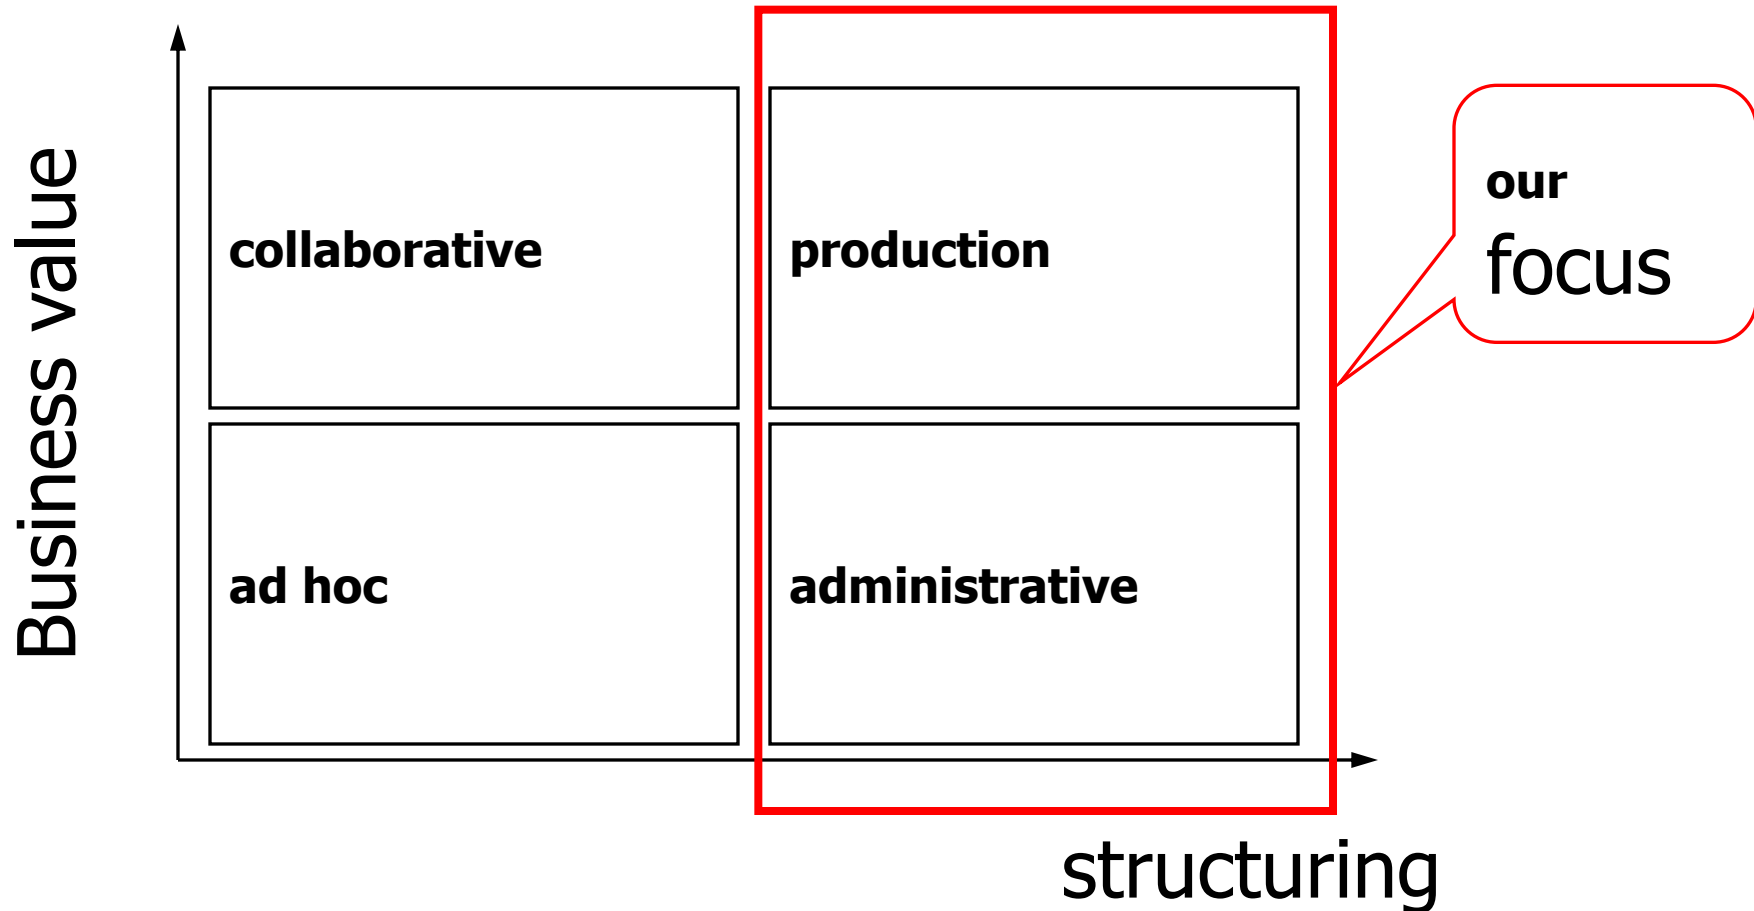 Business value
collaborative
production
our
focus
ad hoc
administrative
structuring